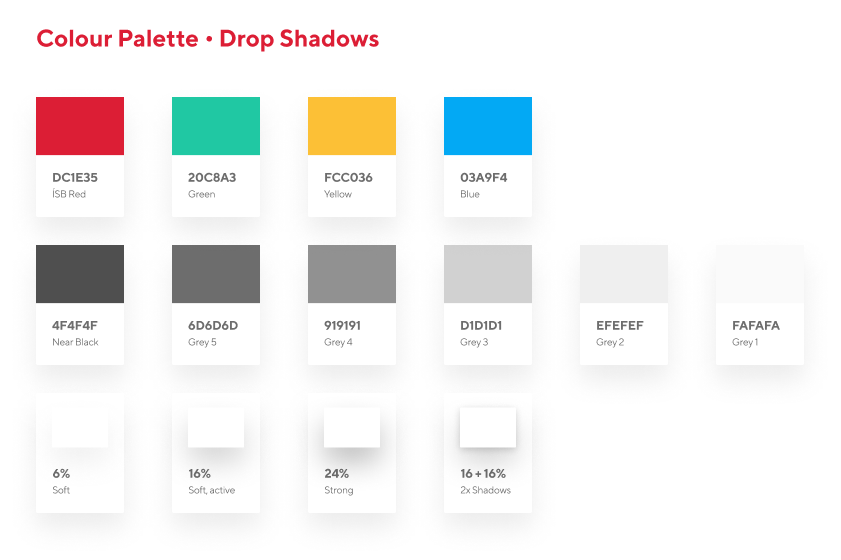 Colour Palette • Drop Shadows
DC1E35
İSB Red
20C8A3
Green
FCC036
Yellow
03A9F4
Blue
4F4F4F
Near Black
6D6D6D
Grey 5
919191
Grey 4
D1D1D1
Grey 3
EFEFEF
Grey 2
FAFAFA
Grey 1
6%
Soft
16%
Soft, active
24%
Strong
16 + 16%
2x Shadows